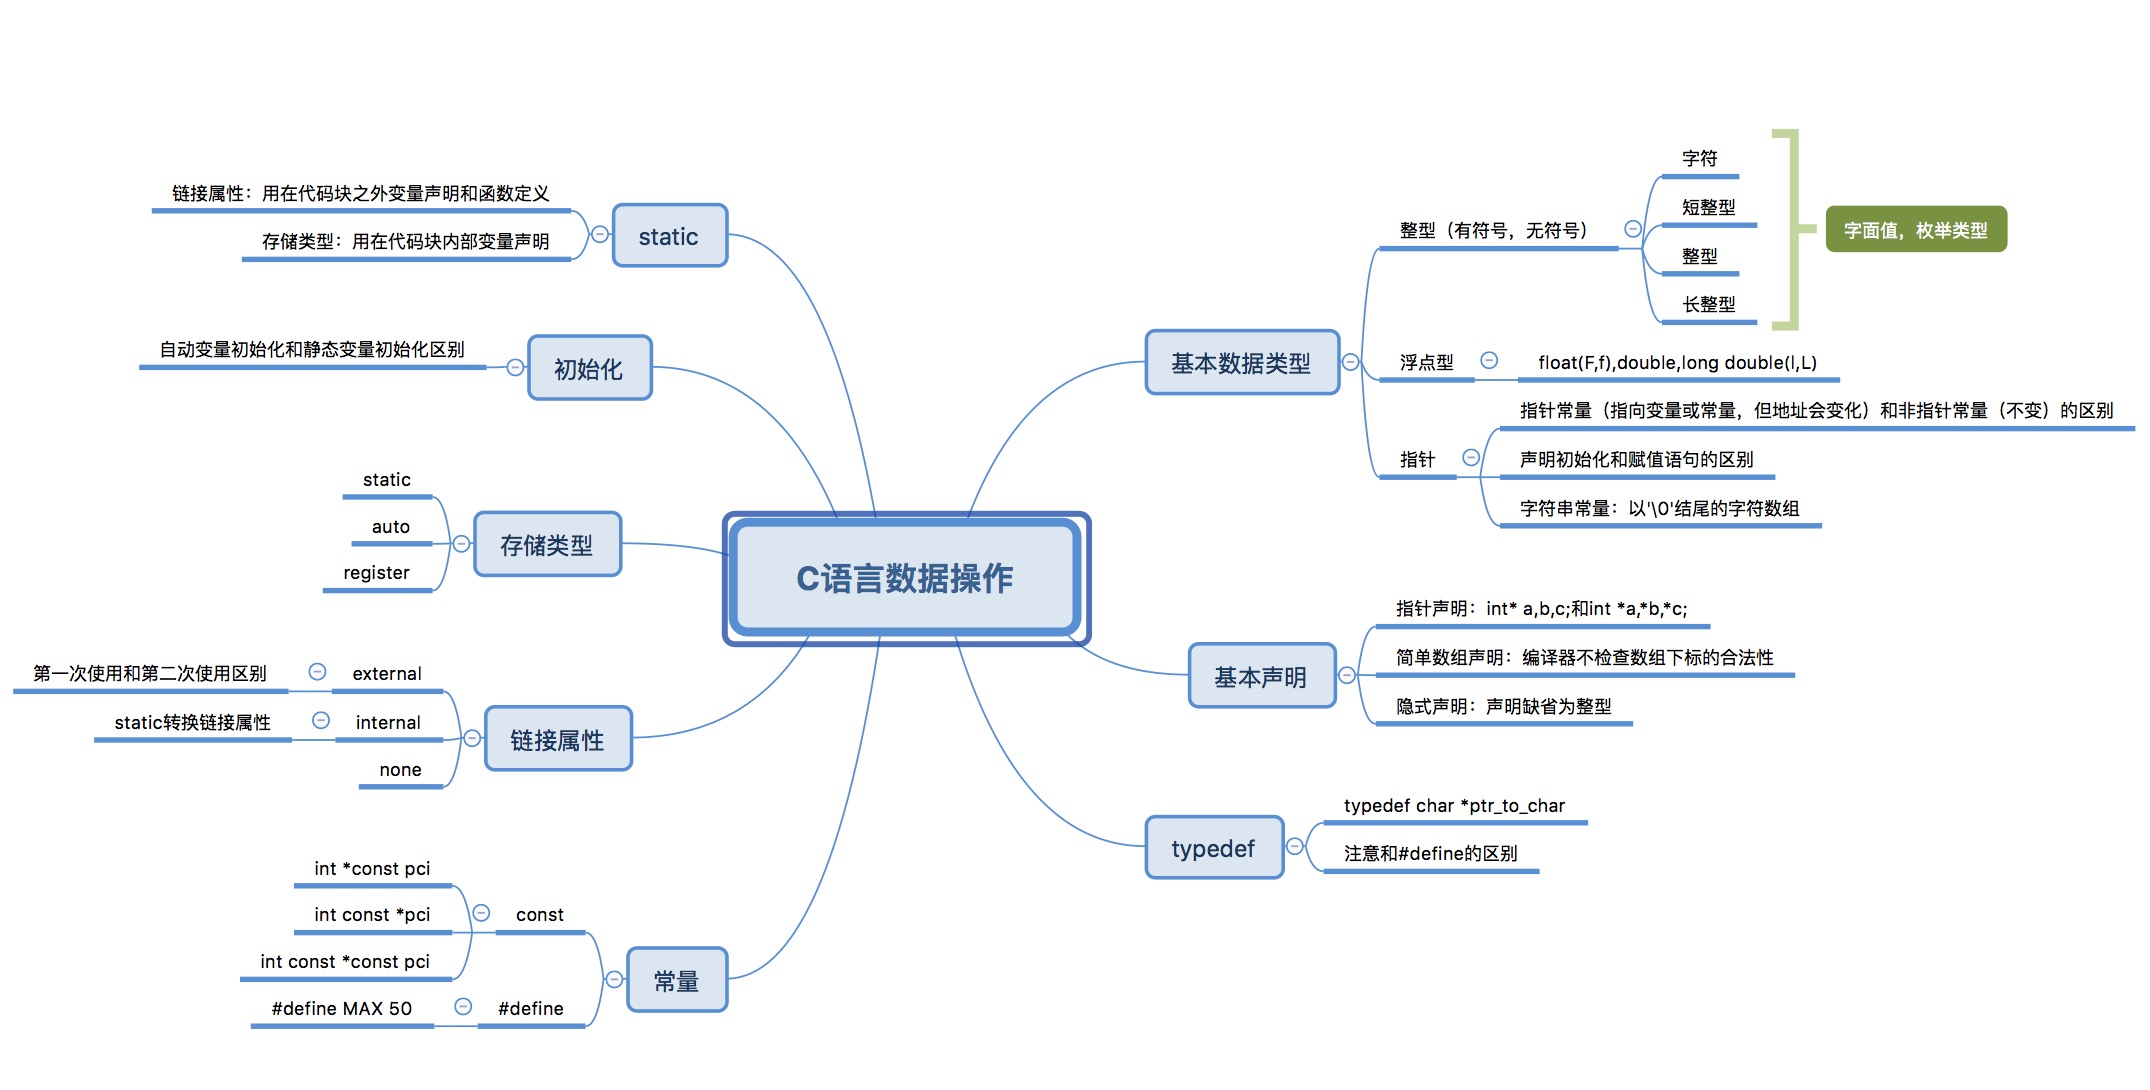 C语言数据操作
基本数据类型
整型（有符号，无符号）
字符
短整型
整型
长整型
字面值，枚举类型
浮点型
float(F,f),double,long double(l,L)
指针
指针常量（指向变量或常量，但地址会变化）和非指针常量（不变）的区别
声明初始化和赋值语句的区别
字符串常量：以'\0'结尾的字符数组
基本声明
指针声明：int* a,b,c;和int *a,*b,*c;
简单数组声明：编译器不检查数组下标的合法性
隐式声明：声明缺省为整型
typedef
typedef char *ptr_to_char
注意和#define的区别
static
链接属性：用在代码块之外变量声明和函数定义
存储类型：用在代码块内部变量声明
初始化
自动变量初始化和静态变量初始化区别
存储类型
static
auto
register
链接属性
external
第一次使用和第二次使用区别
internal
static转换链接属性
none
常量
const
int *const pci
int const *pci
int const *const pci
#define
#define MAX 50